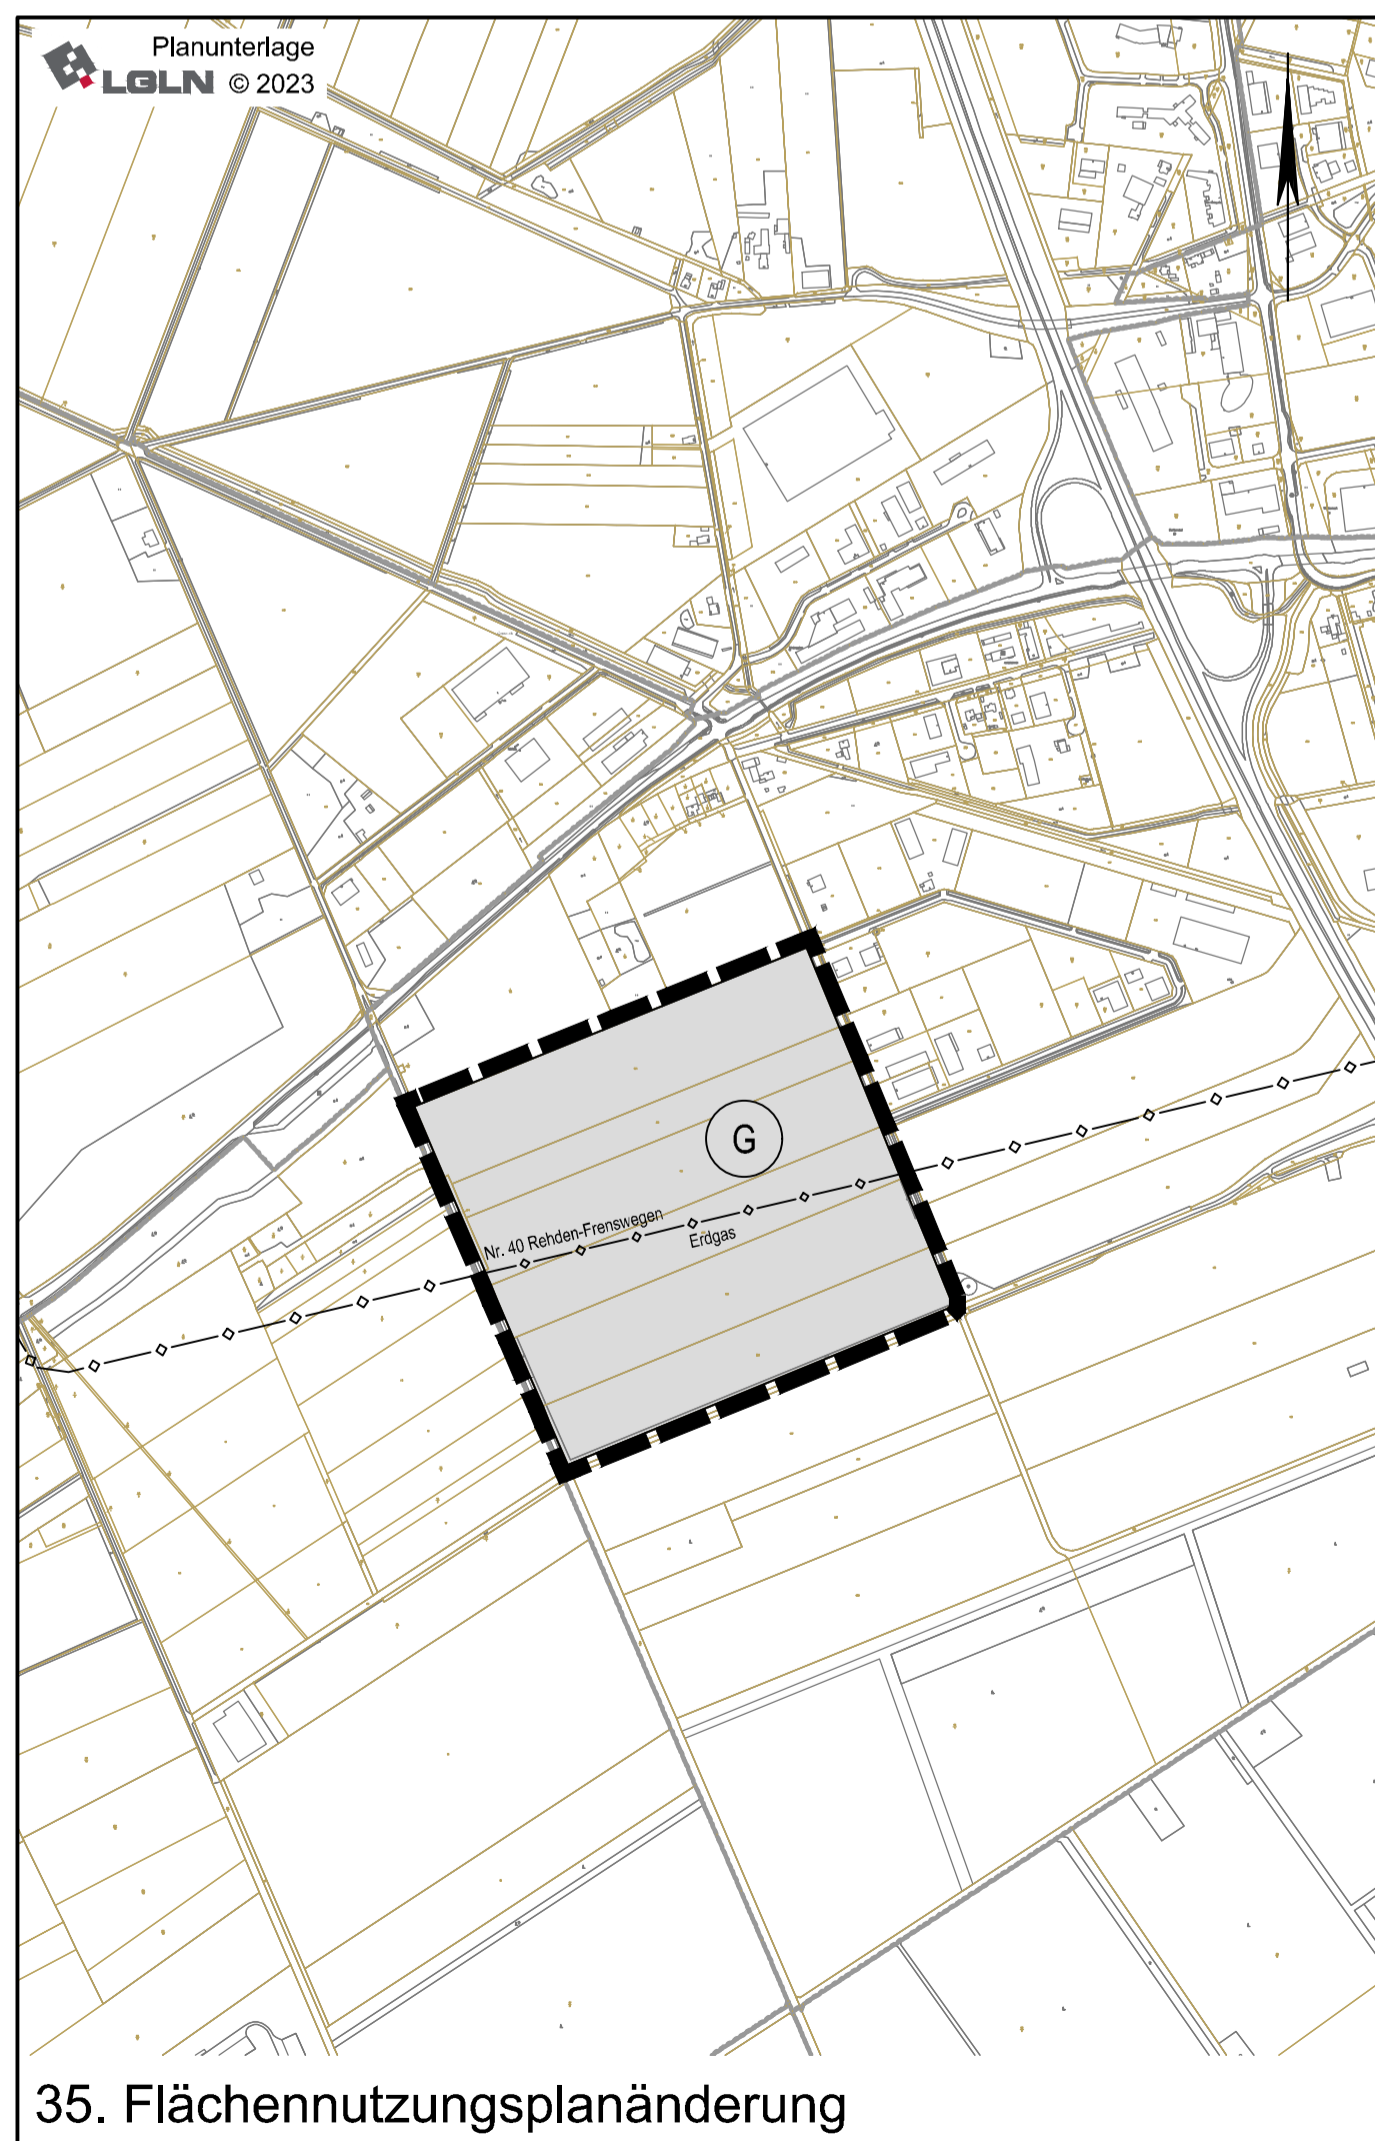 Planunterlage
LGLN © 2023
G
Nr. 40 Rehden-Frenswegen
Erdgas
35. Flächennutzungsplanänderung